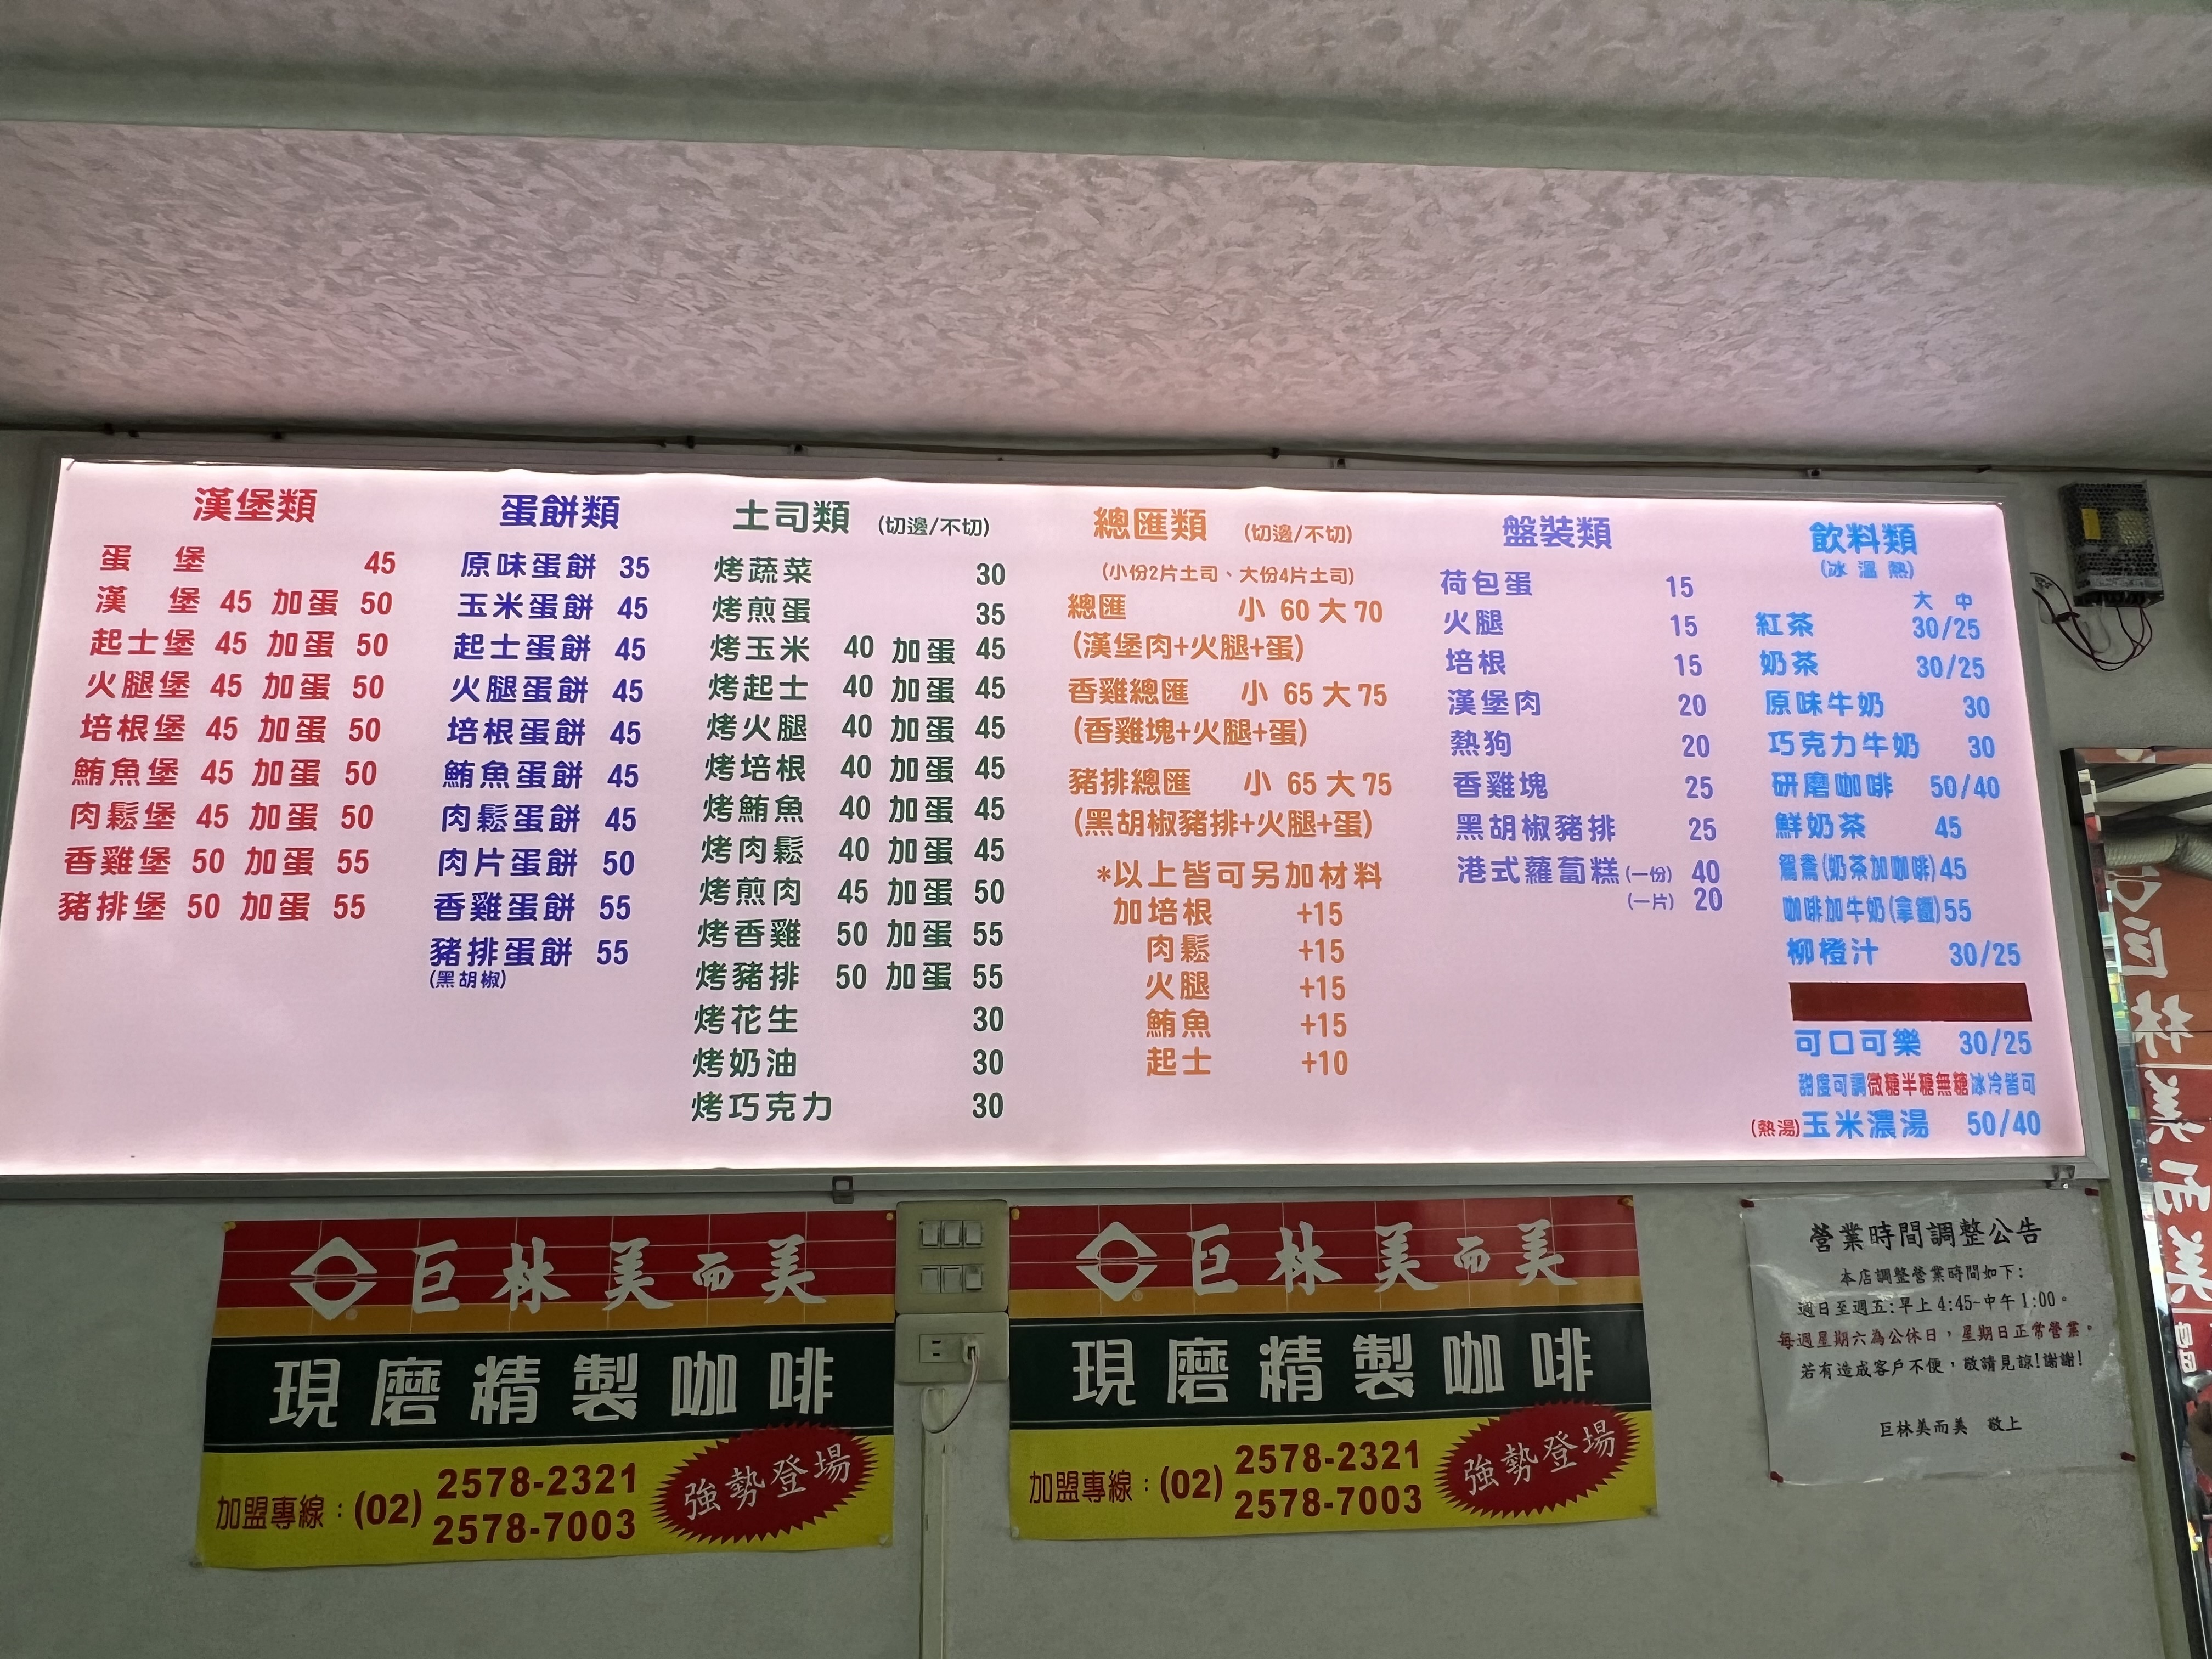 漢堡類
蛋 堡 45
漢 堡 45 加蛋 50
起士堡 45 加蛋 50
火腿堡 45 加蛋 50
培根堡 45 加蛋 50
鮪魚堡 45 加蛋 50
肉鬆堡 45 加蛋 50
香雞堡 50 加蛋 55
豬排堡 50 加蛋 55
蛋餅類
原味蛋餅 35
玉米蛋餅 45
起士蛋餅 45
火腿蛋餅 45
培根蛋餅 45
鮪魚蛋餅 45
肉鬆蛋餅 45
肉片蛋餅 50
香雞蛋餅 55
豬排蛋餅 55
(黑胡椒)
土司類 (切邊/不切)
烤蔬菜 30
烤煎蛋 35
烤玉米 40 加蛋 45
烤起士 40 加蛋 45
烤火腿 40 加蛋 45
烤培根 40 加蛋 45
烤鮪魚 40 加蛋 45
烤肉鬆 40 加蛋 45
烤煎肉 45 加蛋 50
烤香雞 50 加蛋 55
烤豬排 50 加蛋 55
烤花生 30
烤奶油 30
烤巧克力 30
總匯類 (切邊/不切)
(小份2片土司、大份4片土司)
總匯 小 60 大 70
(漢堡肉+火腿+蛋)
香雞總匯 小 65 大 75
(香雞塊+火腿+蛋)
豬排總匯 小 65 大 75
(黑胡椒豬排+火腿+蛋)
*以上皆可另加材料
加培根 +15
肉鬆 +15
火腿 +15
鮪魚 +15
起士 +10
盤裝類
荷包蛋 15
火腿 15
培根 15
漢堡肉 20
熱狗 20
香雞塊 25
黑胡椒豬排 25
港式蘿蔔糕(一份) 40
(一片) 20
飲料類
(冰 溫 熱)
大 中
紅茶 30/25
奶茶 30/25
原味牛奶 30
巧克力牛奶 30
研磨咖啡 50/40
鮮奶茶 45
鴛鴦(奶茶加咖啡)45
咖啡加牛奶(拿鐵)55
柳橙汁 30/25
可口可樂 30/25
甜度可調微糖半糖無糖冰冷皆可
(熱湯)玉米濃湯 50/40
巨林美而美
現磨精製咖啡
加盟專線：(02) 2578-2321
2578-7003
強勢登場
巨林美而美
現磨精製咖啡
加盟專線：(02) 2578-2321
2578-7003
強勢登場
營業時間調整公告
本店調整營業時間如下:
週日至週五:早上4:45~中午1:00。
每週星期六為公休日，星期日正常營業。
若有造成客戶不便，敬請見諒!謝謝!
巨林美而美 敬上